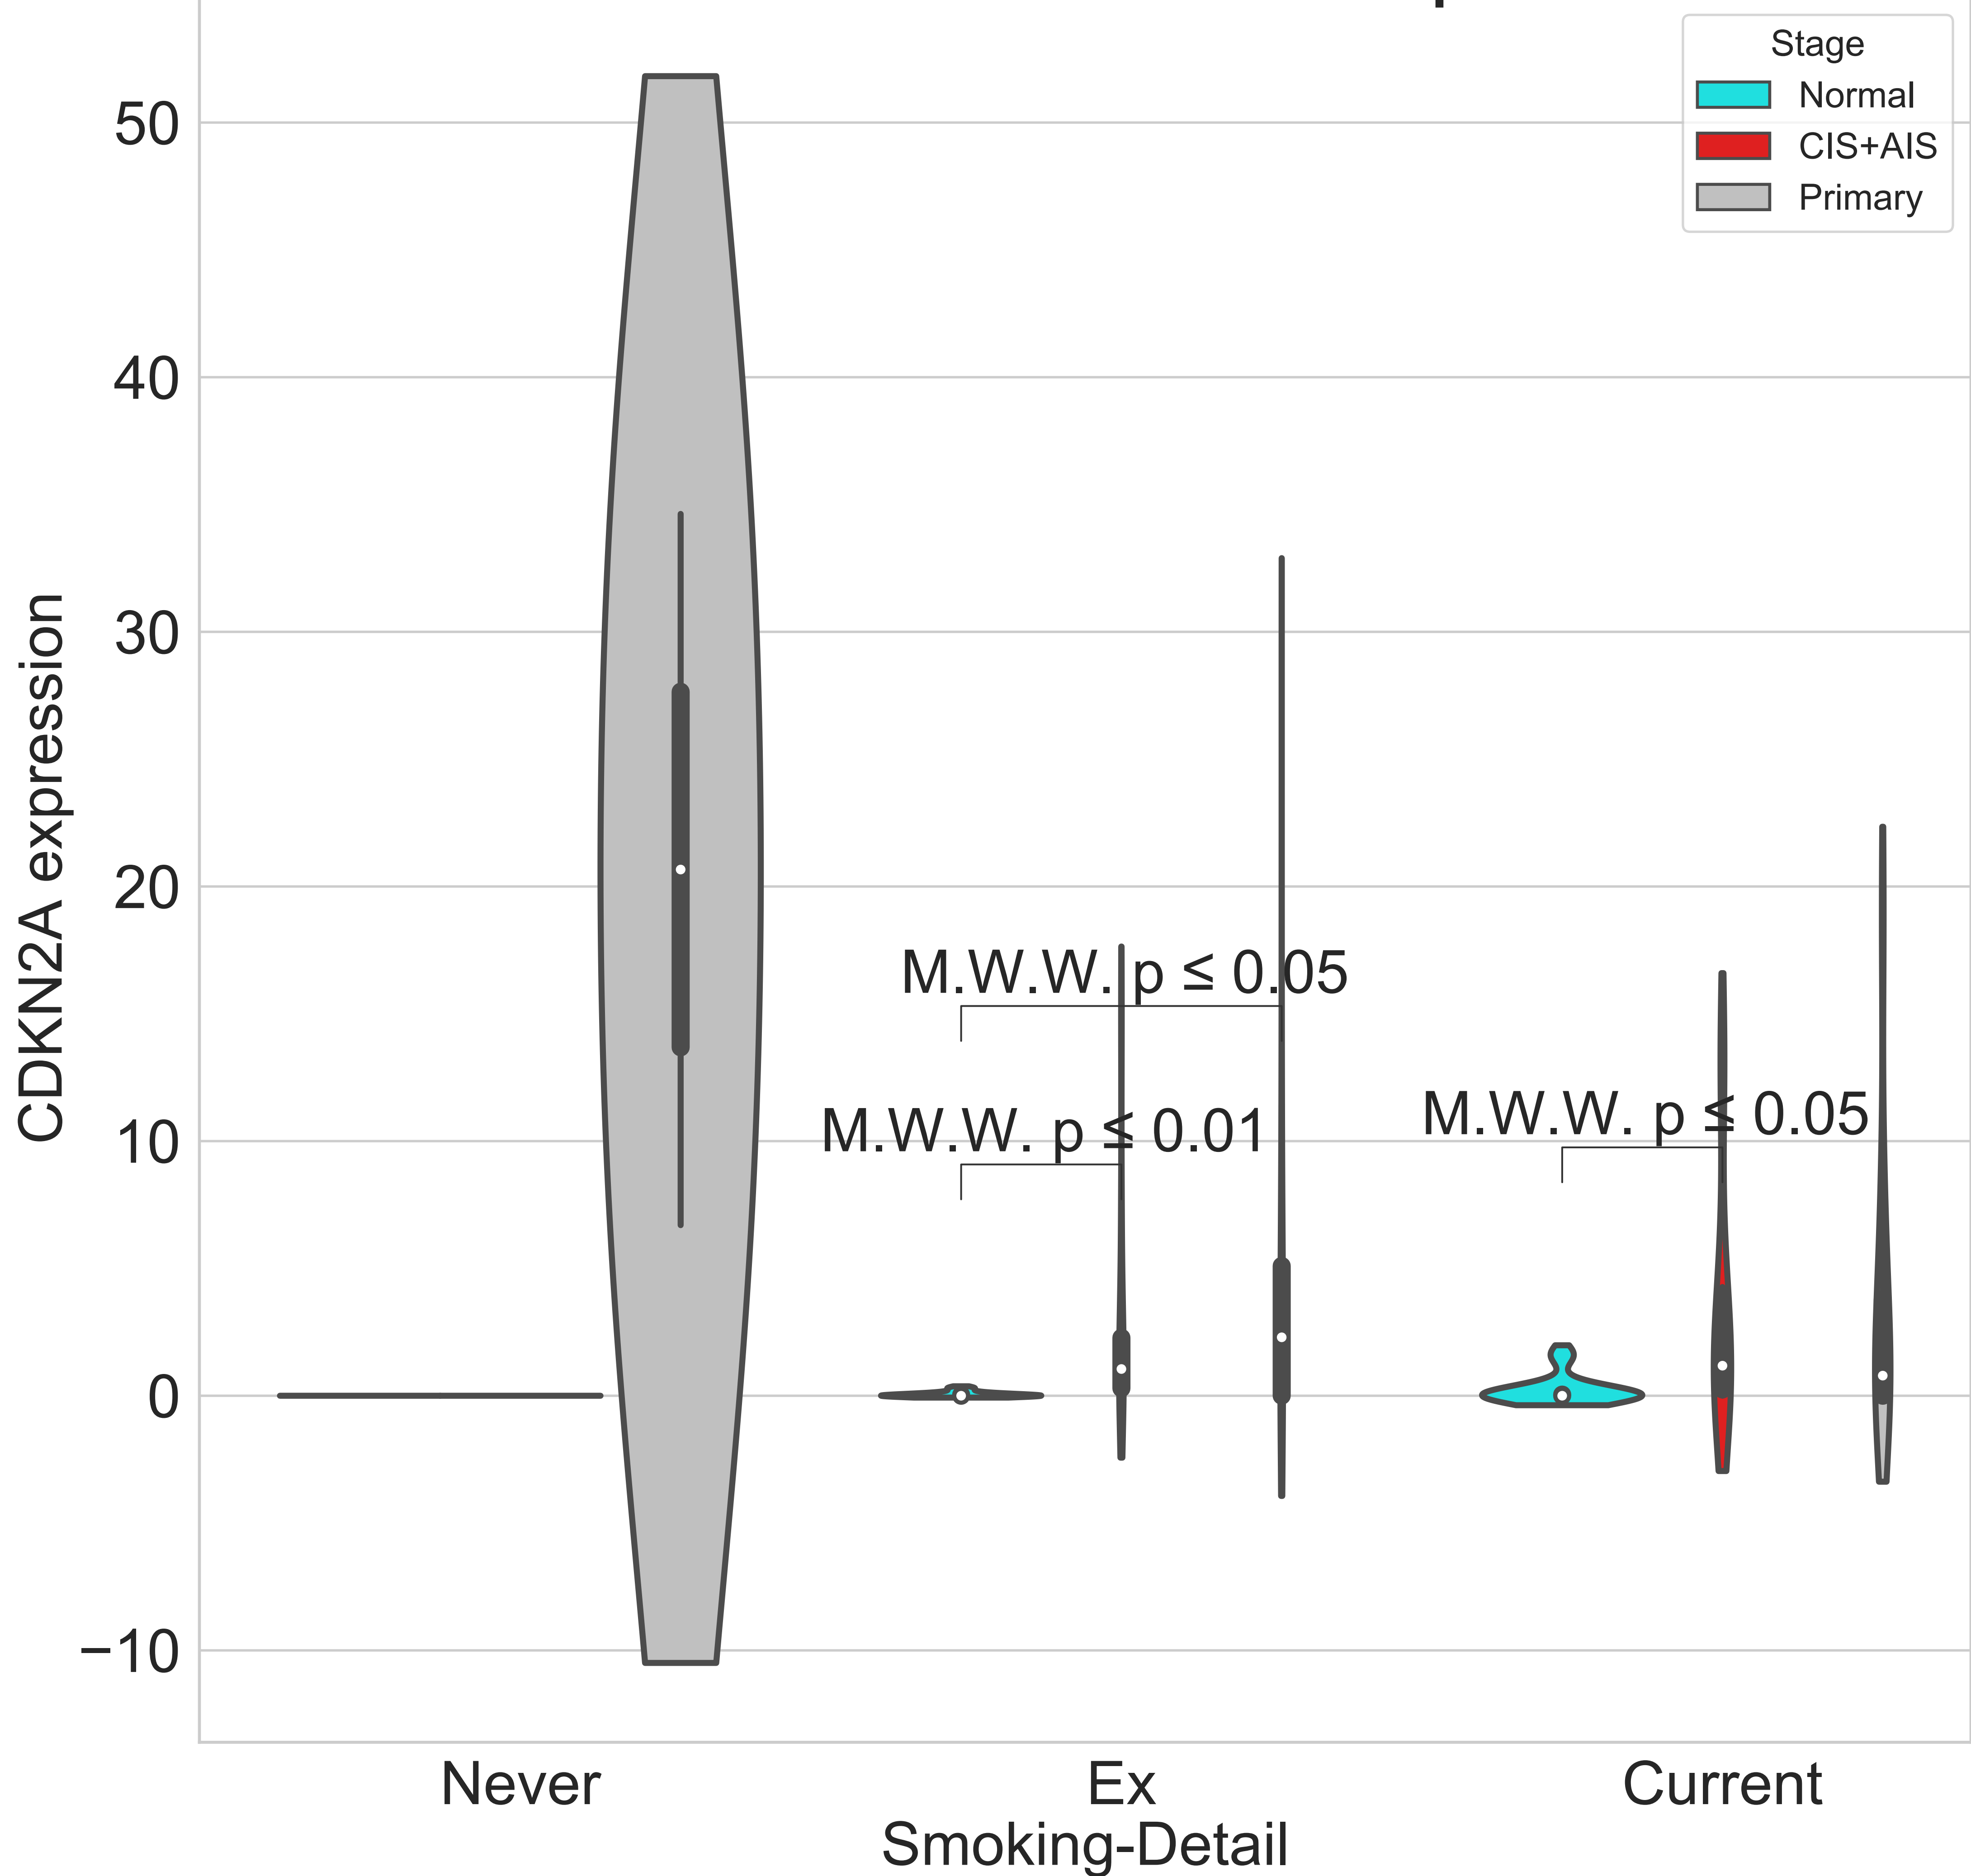 Stage
Normal
CIS+AIS
Primary
50
40
30
20
10
0
−10
CDKN2A expression
M.W.W. p ≤ 0.05
M.W.W. p ≤ 0.01
M.W.W. p ≤ 0.05
Never
Ex
Current
Smoking-Detail